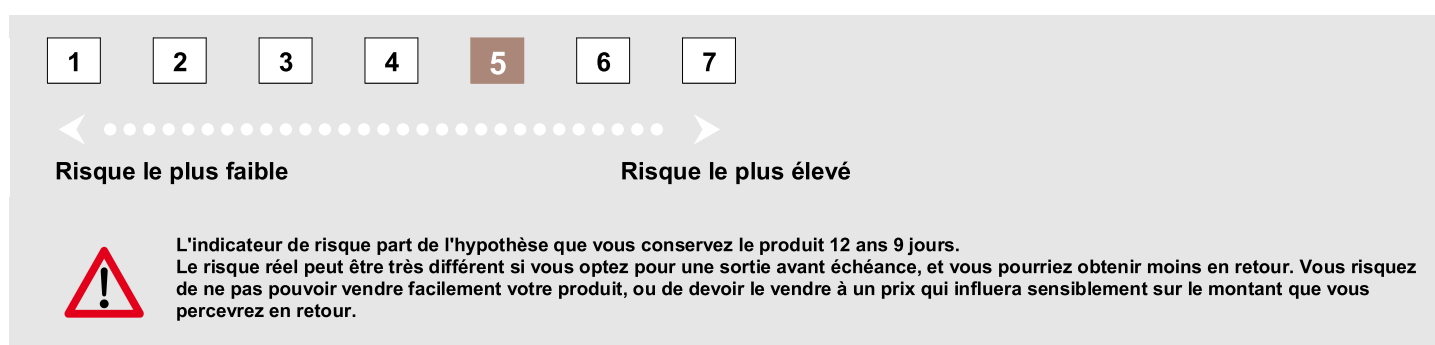 1 2 3 4 5 6 7
Risque le plus faible Risque le plus élevé
L'indicateur de risque part de l'hypothèse que vous conservez le produit 12 ans 9 jours.
Le risque réel peut être très différent si vous optez pour une sortie avant échéance, et vous pourriez obtenir moins en retour. Vous risquez
de ne pas pouvoir vendre facilement votre produit, ou de devoir le vendre à un prix qui influera sensiblement sur le montant que vous
percevrez en retour.